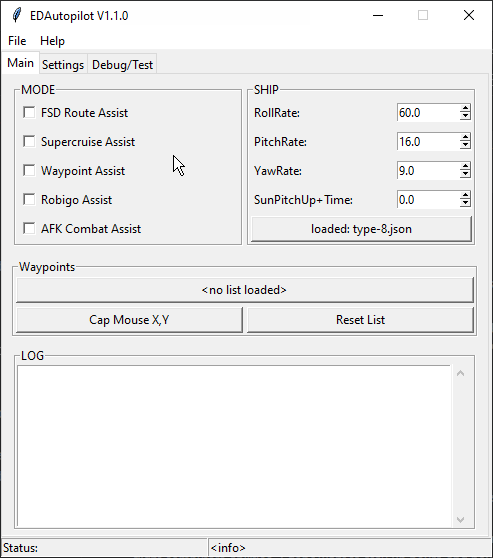 EDAutopilot V1.1.0
File Help
Main Settings Debug/Test
MODE
FSD Route Assist
Supercruise Assist
Waypoint Assist
Robigo Assist
AFK Combat Assist
SHIP
RollRate: 60.0
PitchRate: 16.0
YawRate: 9.0
SunPitchUp+Time: 0.0
loaded: type-8.json
Waypoints
<no list loaded>
Cap Mouse X,Y Reset List
LOG
Status: <info>